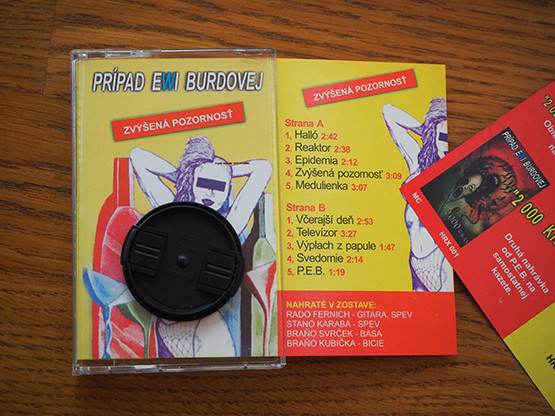 PRÍPAD EWI BURDOVEJ
ZVÝŠENÁ POZORNOSŤ
ZVÝŠENÁ POZORNOSŤ
Strana A
1, Halló 2:42
2, Reaktor 2:38
3, Epidemia 2:12
4, Zvýšená pozornosť 3:09
5, Medulienka 3:07
Strana B
1, Včerajší deň 2:53
2, Televízor 3:27
3, Výplach z papule 1:47
4, Svedomie 2:14
5, P.E.B. 1:19
NAHRATÉ V ZOSTAVE:
RADO FERNICH - GITARA, SPEV
STANO KARABA - SPEV
BRAŇO SVRČEK - BASA
BRAŇO KUBIČKA - BICIE
PRÍPAD EWI BURDOVEJ
MC
HRX 001
"2 000
Druhá nahrávka
od P.E.B. na
samostatnej
kazete.